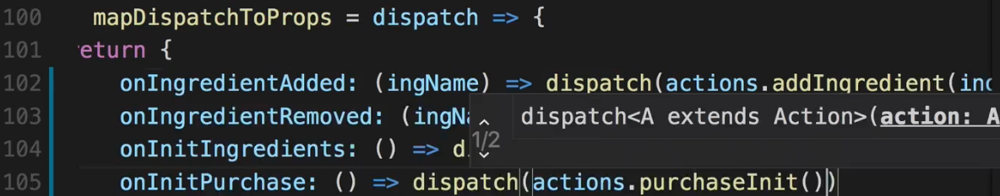 100 mapDispatchToProps = dispatch => {
101 eturn {
102 onIngredientAdded: (ingName) => dispatch(actions.addIngredient(in
103 onIngredientRemoved: (ingNa
dispatch<A extends Action>(action: A
1/2
104 onInitIngredients: () => d
105 onInitPurchase: () => dispatch(actions.purchaseInit())